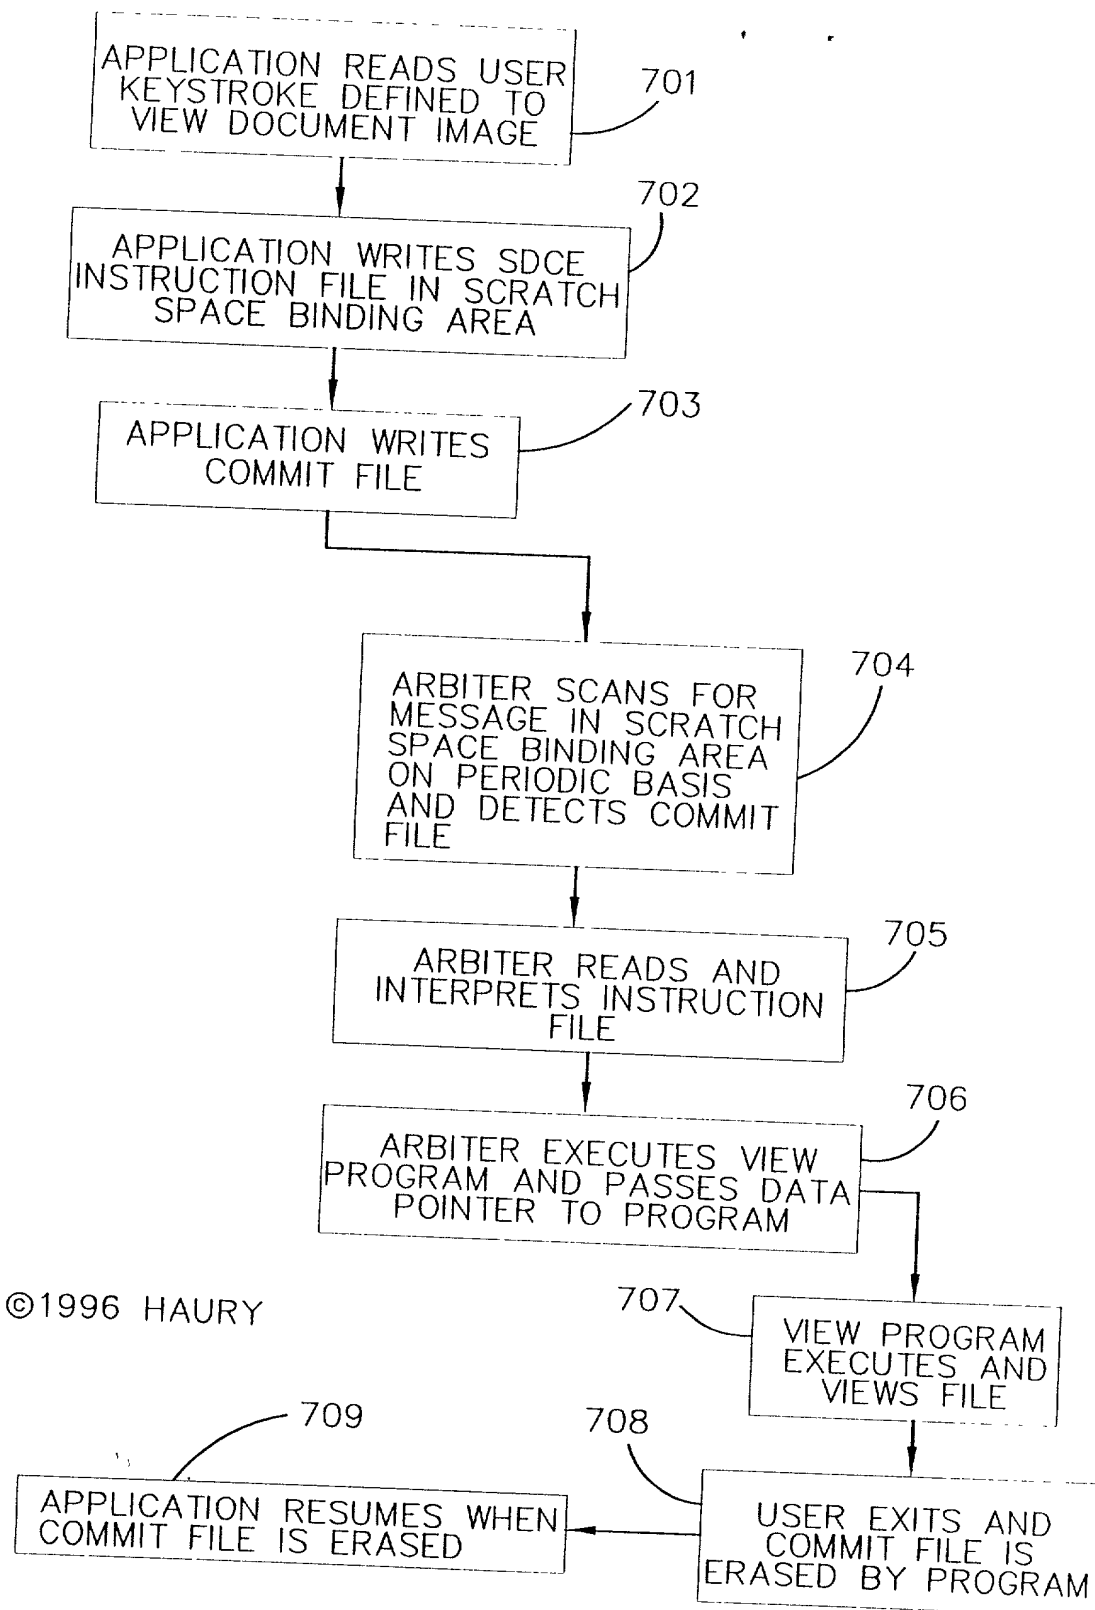 APPLICATION READS USER
KEYSTROKE DEFINED TO
VIEW DOCUMENT IMAGE
701
702
APPLICATION WRITES SDCE
INSTRUCTION FILE IN SCRATCH
SPACE BINDING AREA
703
APPLICATION WRITES
COMMIT FILE
704
ARBITER SCANS FOR
MESSAGE IN SCRATCH
SPACE BINDING AREA
ON PERIODIC BASIS
AND DETECTS COMMIT
FILE
705
ARBITER READS AND
INTERPRETS INSTRUCTION
FILE
706
ARBITER EXECUTES VIEW
PROGRAM AND PASSES DATA
POINTER TO PROGRAM
©1996 HAURY
707
VIEW PROGRAM
EXECUTES AND
VIEWS FILE
708
USER EXITS AND
COMMIT FILE IS
ERASED BY PROGRAM
709
APPLICATION RESUMES WHEN
COMMIT FILE IS ERASED